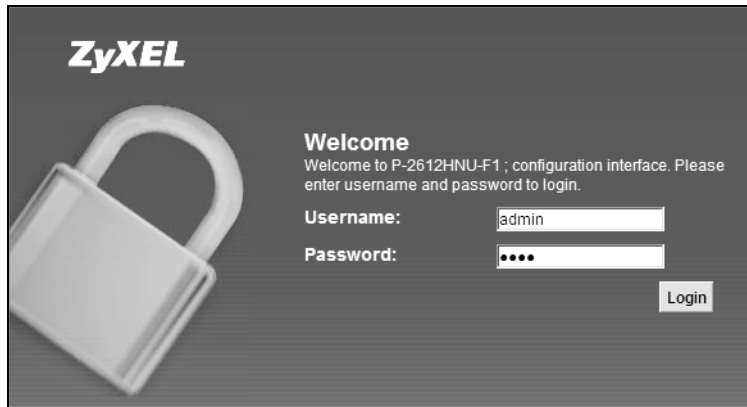 ZyXEL
Welcome
Welcome to P-2612HNU-F1 ; configuration interface. Please
enter username and password to login.
Username: admin
Password: ••••
Login